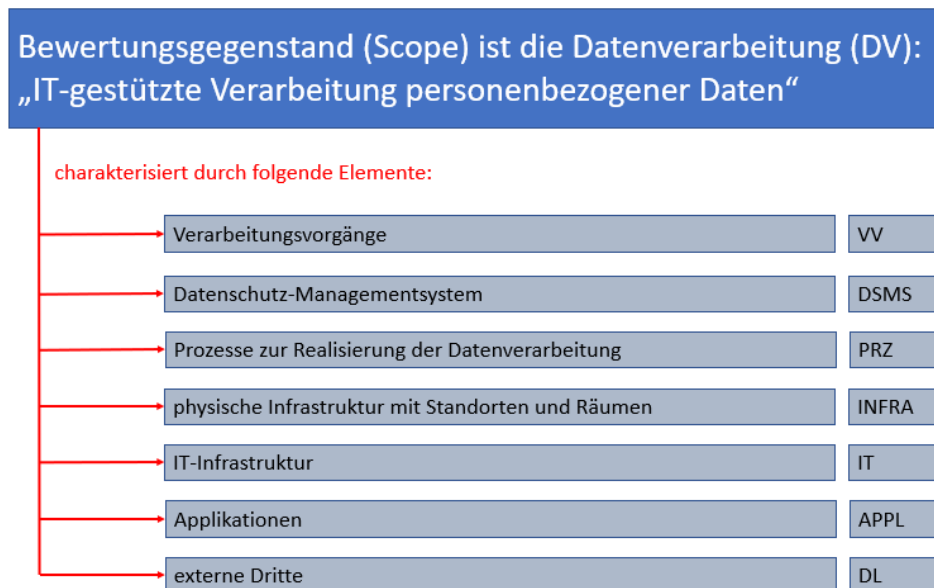 Bewertungsgegenstand (Scope) ist die Datenverarbeitung (DV):
„IT-gestützte Verarbeitung personenbezogener Daten“
charakterisiert durch folgende Elemente:
Verarbeitungsvorgänge VV
Datenschutz-Managementsystem DSMS
Prozesse zur Realisierung der Datenverarbeitung PRZ
physische Infrastruktur mit Standorten und Räumen INFRA
IT-Infrastruktur IT
Applikationen APPL
externe Dritte DL